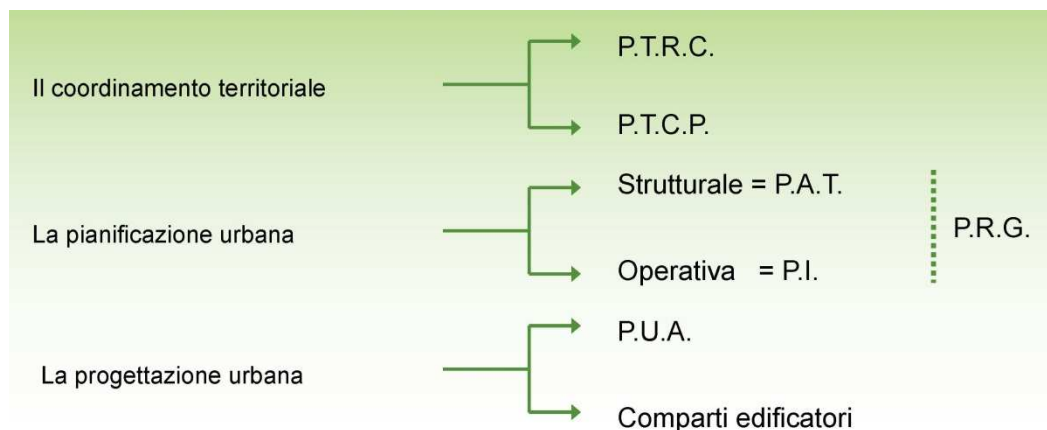 Il coordinamento territoriale
P.T.R.C.
P.T.C.P.
La pianificazione urbana
Strutturale = P.A.T.
Operativa = P.I.
P.R.G.
La progettazione urbana
P.U.A.
Comparti edificatori